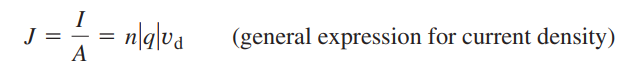 J = I/A = n|q|v_d (general expression for current density)